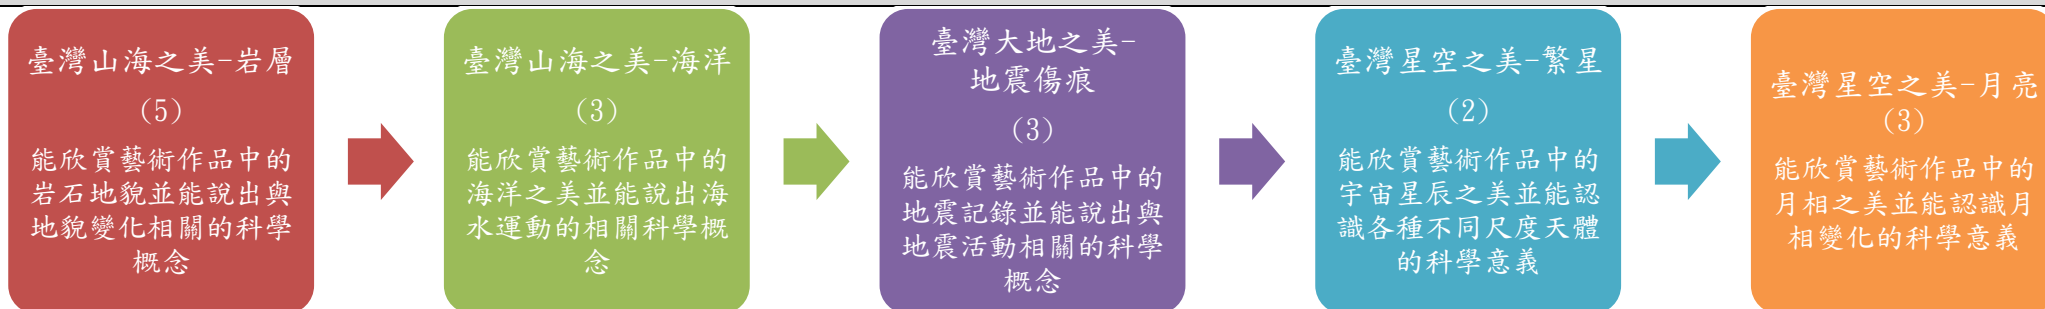 臺灣山海之美-岩層
(5)
能欣賞藝術作品中的
岩石地貌並能說出與
地貌變化相關的科學
概念
臺灣山海之美-海洋
(3)
能欣賞藝術作品中的
海洋之美並能說出海
水運動的相關科學概
念
臺灣大地之美-
地震傷痕
(3)
能欣賞藝術作品中的
地震記錄並能說出與
地震活動相關的科學
概念
臺灣星空之美-繁星
(2)
能欣賞藝術作品中的
宇宙星辰之美並能認
識各種不同尺度天體
的科學意義
臺灣星空之美-月亮
(3)
能欣賞藝術作品中的
月相之美並能認識月
相變化的科學意義